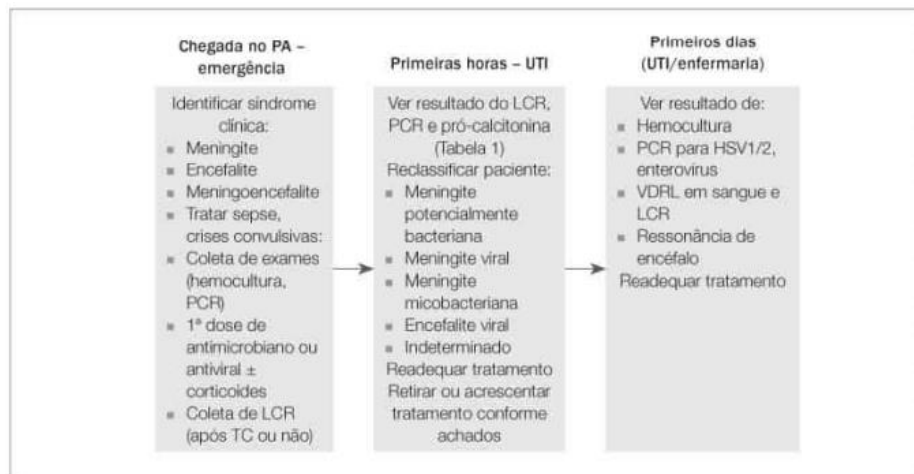 Chegada no PA –
emergência
Identificar síndrome
clínica:
▪ Meningite
▪ Encefalite
▪ Meningoencefalite
▪ Tratar sepse,
crises convulsivas:
▪ Coleta de exames
(hemocultura,
PCR)
▪ 1ª dose de
antimicrobiano ou
antiviral ±
corticoides
▪ Coleta de LCR
(após TC ou não)
Primeiras horas – UTI
Ver resultado do LCR,
PCR e pró-calcitonina
(Tabela 1)
Reclassificar paciente:
▪ Meningite
potencialmente
bacteriana
▪ Meningite viral
▪ Meningite
micobacteriana
▪ Encefalite viral
▪ Indeterminado
Readequar tratamento
Retirar ou acrescentar
tratamento conforme
achados
Primeiros dias
(UTI/enfermaria)
Ver resultado de:
▪ Hemocultura
▪ PCR para HSV1/2,
enterovírus
▪ VDRL em sangue e
LCR
▪ Ressonância de
encéfalo
Readequar tratamento